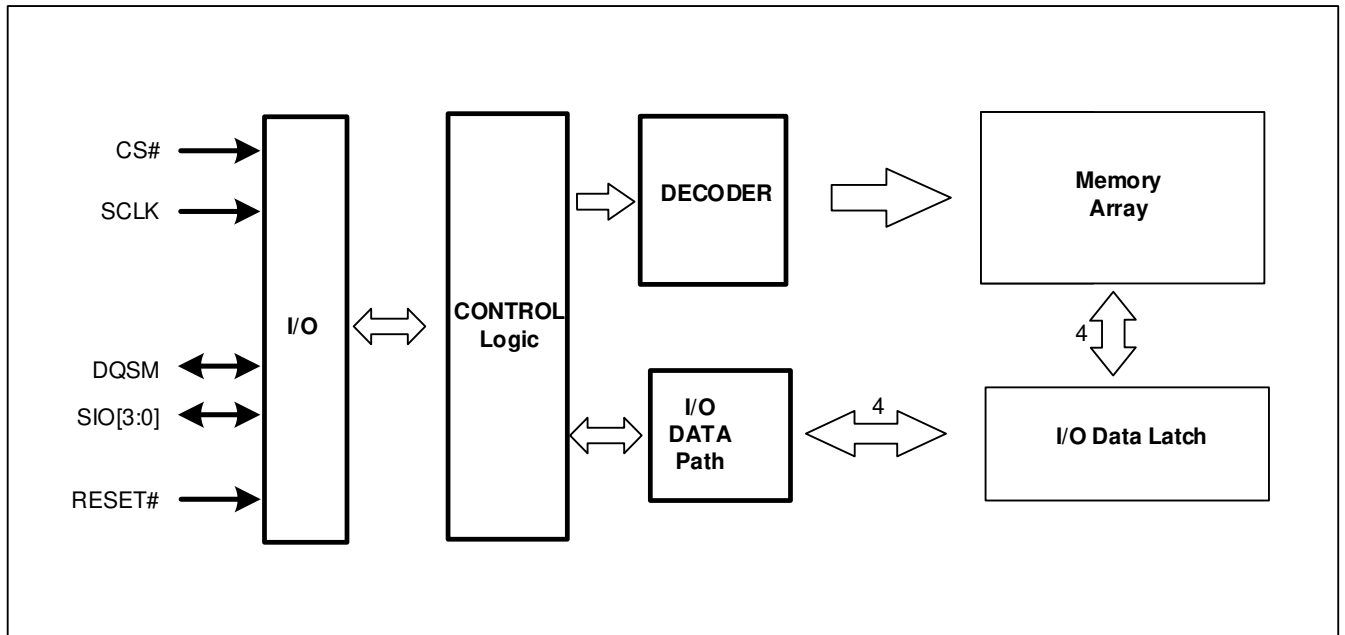 CS#
SCLK
DQSM
SIO[3:0]
RESET#
I/O
CONTROL
Logic
DECODER
I/O
DATA
Path
4
Memory
Array
4
I/O Data Latch